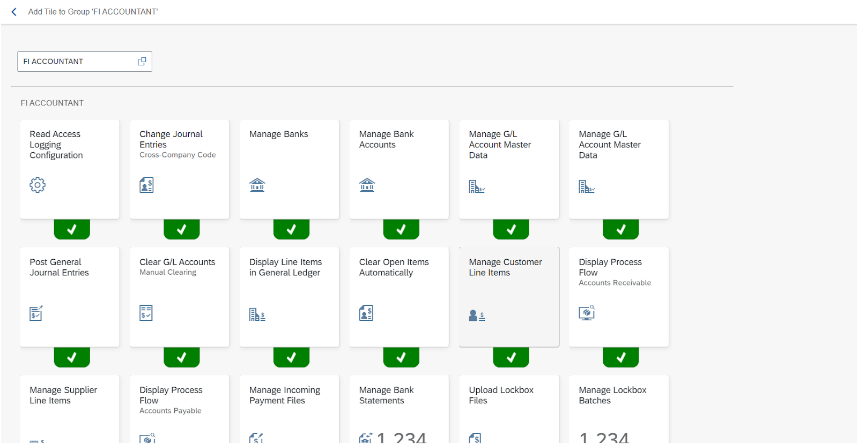 Add Tile to Group 'FI ACCOUNTANT'
FI ACCOUNTANT
FI ACCOUNTANT
Read Access
Logging
Configuration
Change Journal
Entries
Cross-Company Code
Manage Banks
Manage Bank
Accounts
Manage G/L
Account Master
Data
Manage G/L
Account Master
Data
Post General
Journal Entries
Clear G/L Accounts
Manual Clearing
Display Line Items
in General Ledger
Clear Open Items
Automatically
Manage Customer
Line Items
Display Process
Flow
Accounts Receivable
Manage Supplier
Line Items
Display Process
Flow
Accounts Payable
Manage Incoming
Payment Files
Manage Bank
Statements
1,234
Upload Lockbox
Files
Manage Lockbox
Batches
1,234